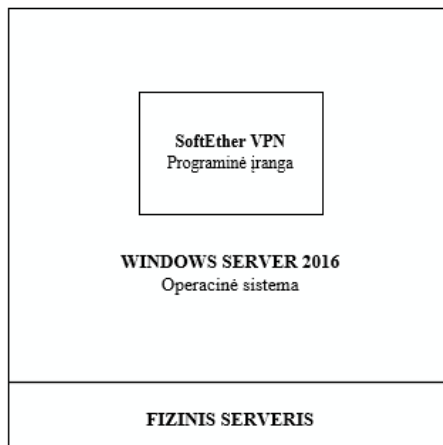 SoftEther VPN
Programinė įranga
WINDOWS SERVER 2016
Operacinė sistema
FIZINIS SERVERIS